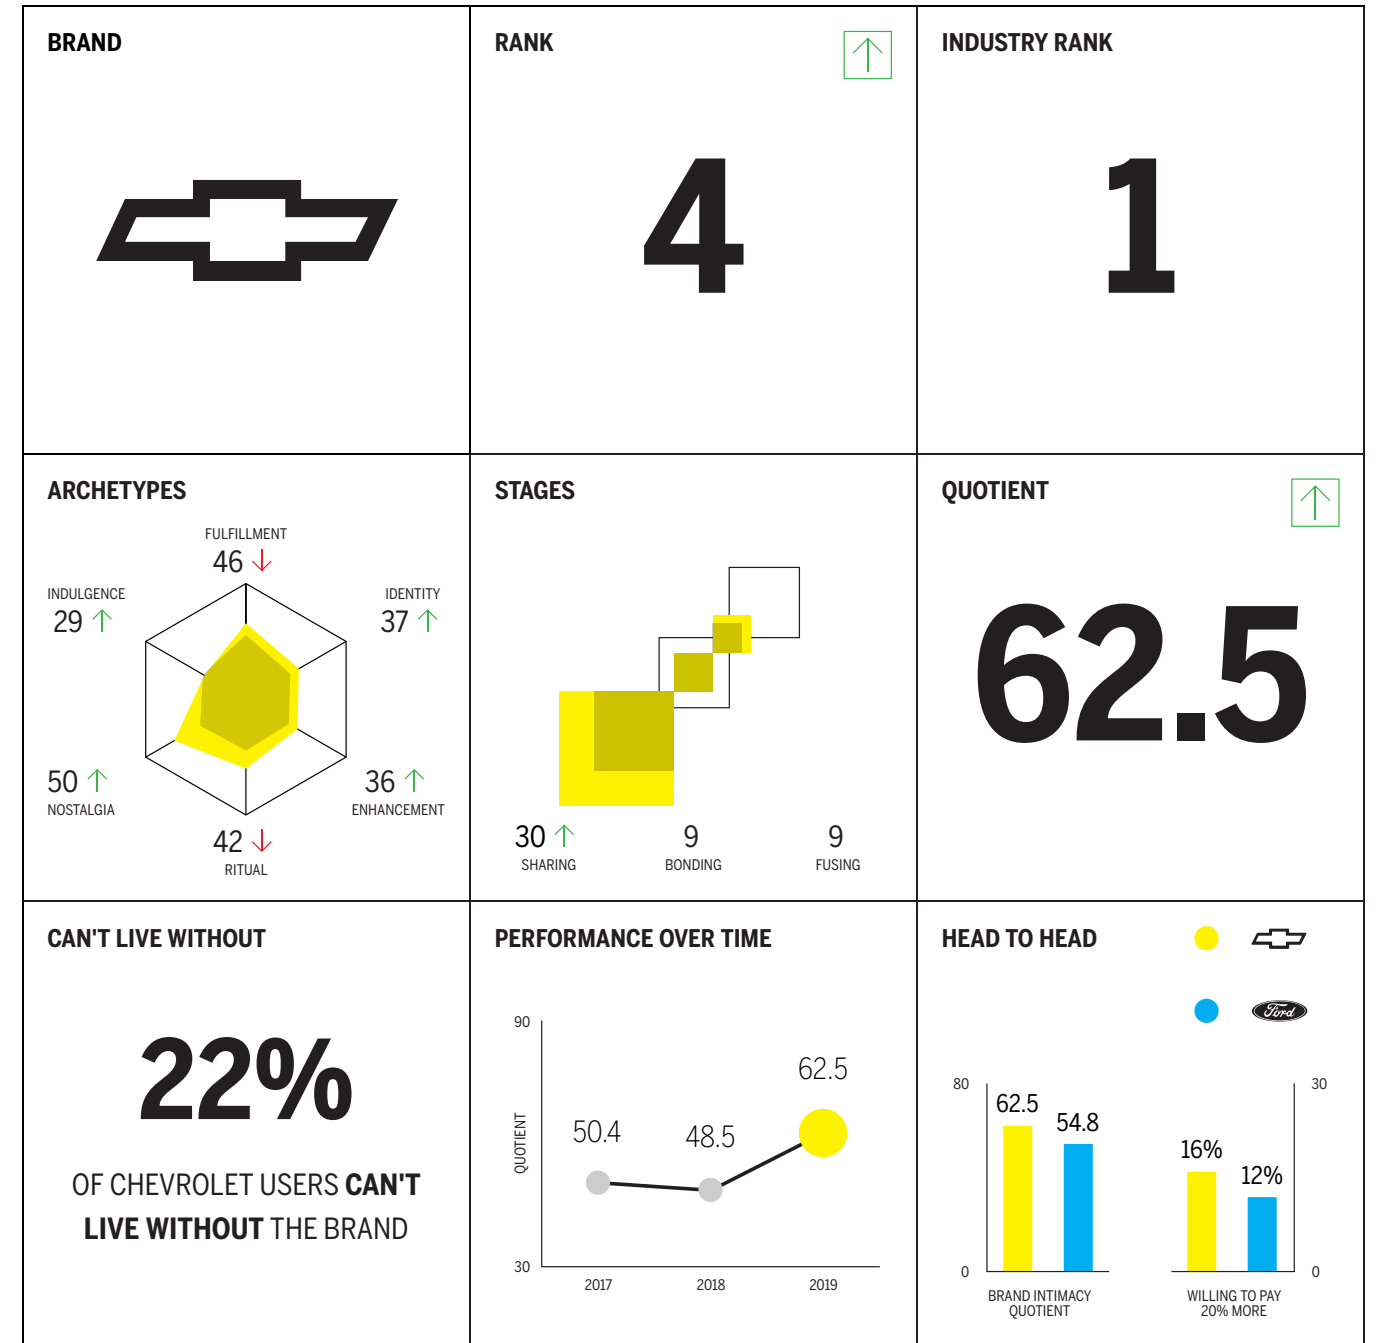 BRAND
RANK
4
INDUSTRY RANK
1
ARCHETYPES
FULFILLMENT
46
INDULGENCE
29
IDENTITY
37
50
NOSTALGIA
36
ENHANCEMENT
42
RITUAL
STAGES
30
SHARING
9
BONDING
9
FUSING
QUOTIENT
62.5
CAN'T LIVE WITHOUT
22%
OF CHEVROLET USERS CAN'T
LIVE WITHOUT THE BRAND
PERFORMANCE OVER TIME
90
QUOTIENT
30
50.4
48.5
62.5
2017
2018
2019
HEAD TO HEAD
Ford
80
0
62.5
54.8
BRAND INTIMACY
QUOTIENT
16%
12%
30
0
WILLING TO PAY
20% MORE